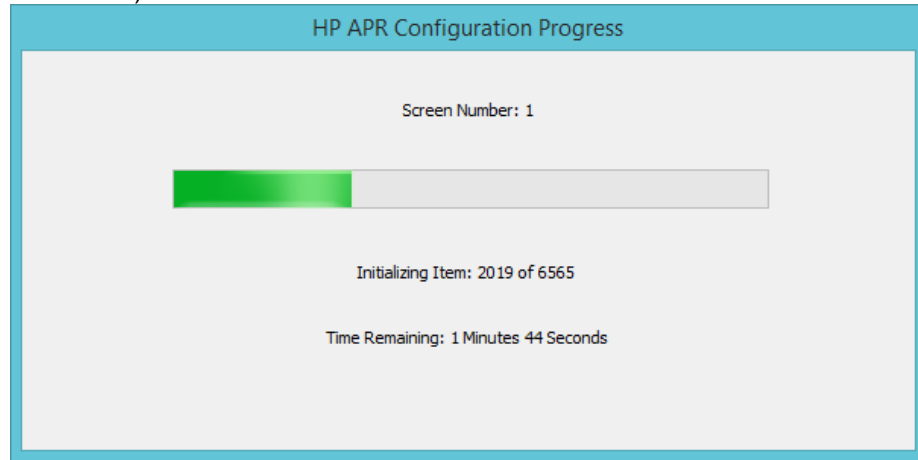 HP APR Configuration Progress
Screen Number: 1
Initializing Item: 2019 of 6565
Time Remaining: 1 Minutes 44 Seconds